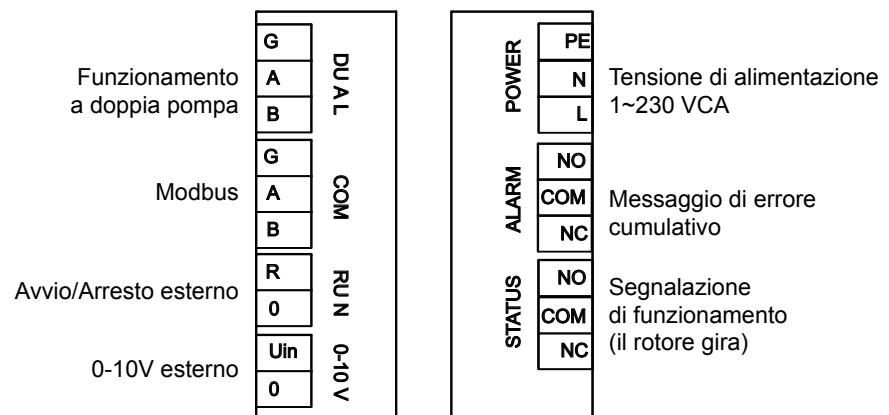 Funzionamento
a doppia pompa
G
A
B
DUAL
Modbus
G
A
B
COM
Avvio/Arresto esterno
R
0
RUN
0-10V esterno
Uin
0
0-10 V
POWER
PE
N
L
Tensione di alimentazione
1~230 VCA
ALARM
NO
COM
NC
Messaggio di errore
cumulativo
STATUS
NO
COM
NC
Segnalazione
di funzionamento
(il rotore gira)